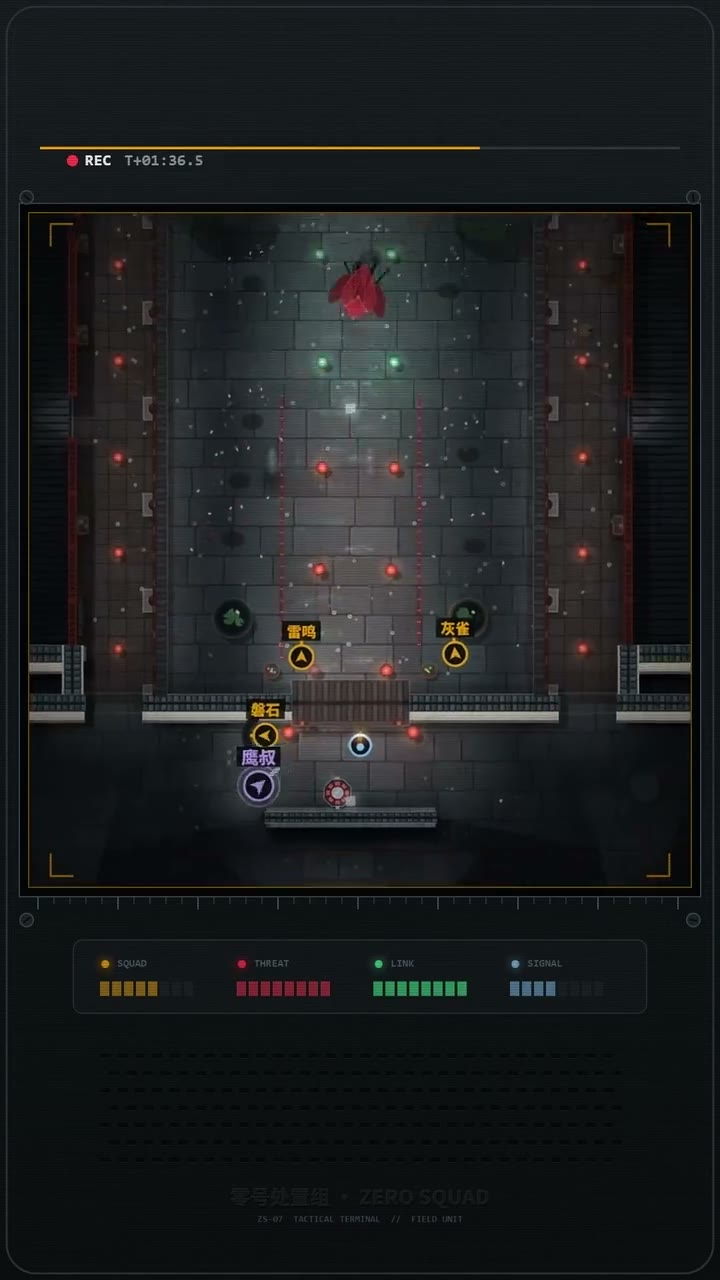 REC T+01:36.5
雷鸣
灰雀
磐石
鹰叔
SQUAD
THREAT
LINK
SIGNAL
零号处置组 · ZERO SQUAD
ZS-07 TACTICAL TERMINAL // FIELD UNIT